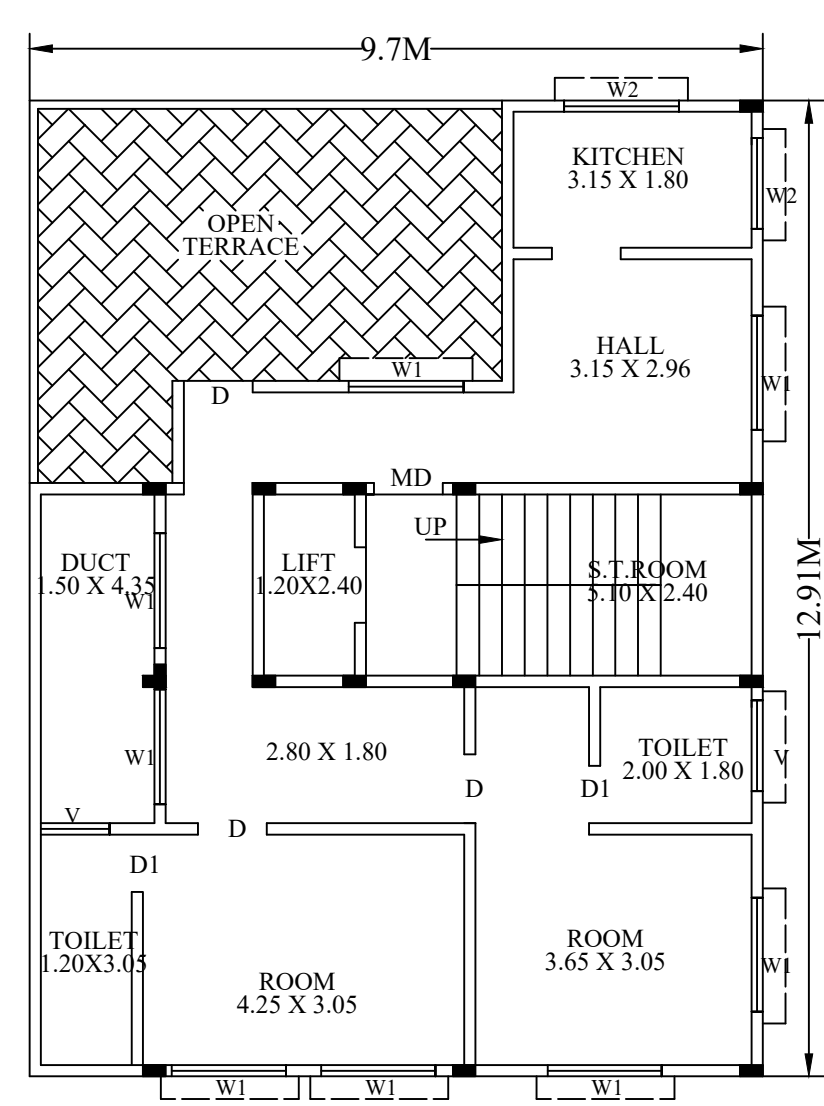 9.7M
W2
KITCHEN
3.15 X 1.80
W2
OPEN
TERRACE
HALL
3.15 X 2.96
W1
W1
D
MD
UP
DUCT
1.50 X 4.35
W1
LIFT
1.20X2.40
S.T.ROOM
5.10 X 2.40
12.91M
W1
2.80 X 1.80
TOILET
2.00 X 1.80
V
D
D1
V
D
D1
TOILET
1.20X3.05
ROOM
4.25 X 3.05
ROOM
3.65 X 3.05
W1
W1
W1
W1